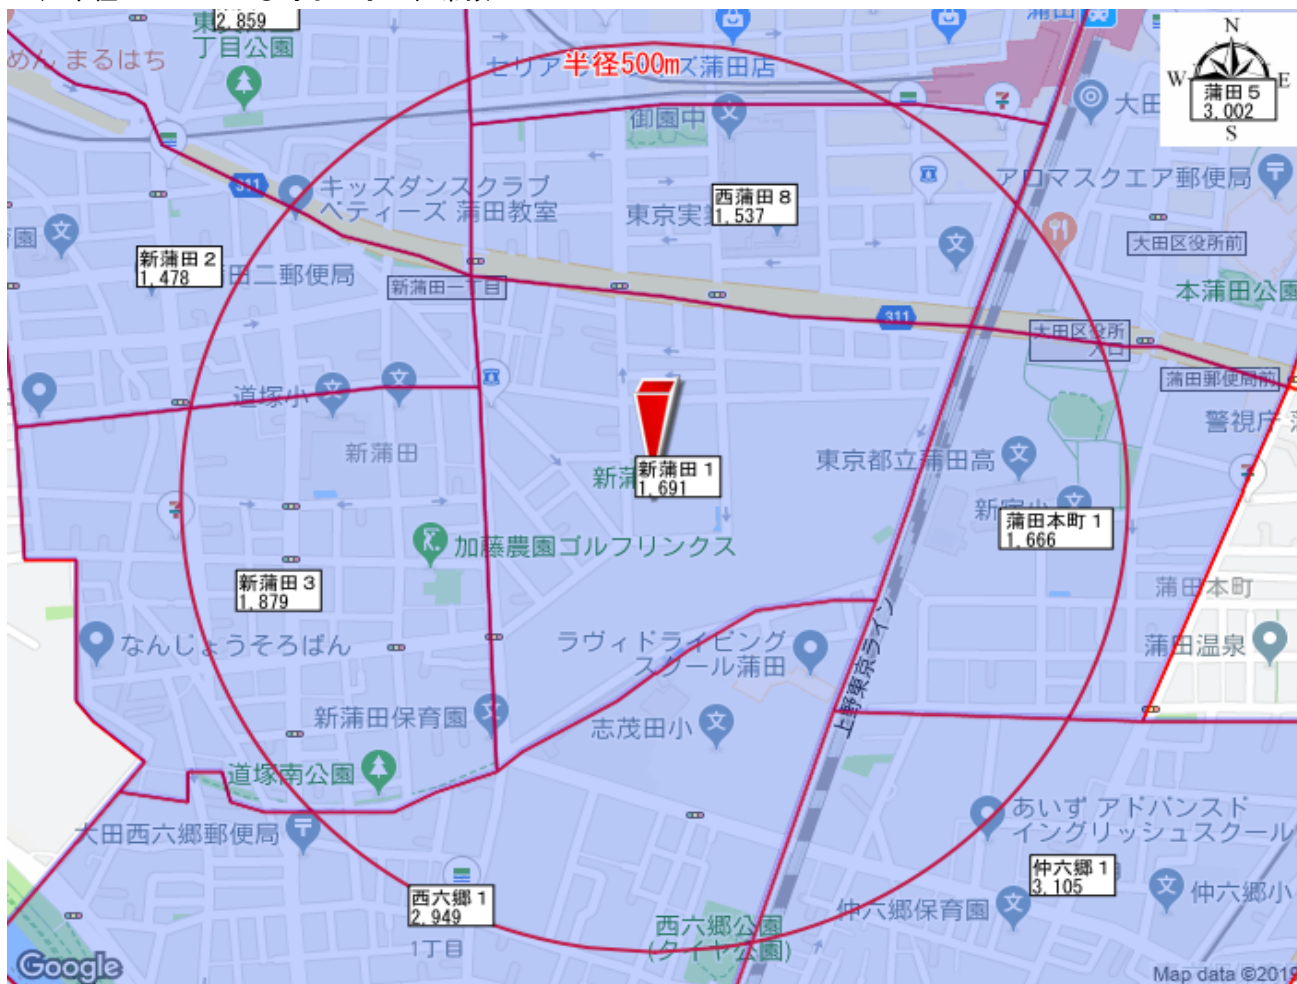 2,859
丁目公園
めん まるはち
半径500m
ズ蒲田店
セリア
蒲田
N
W
E
S
蒲田5
3,002
御園中
大田
311
キッズダンスクラブ
ベティーズ 蒲田教室
西蒲田8
1,537
東京実
アロマスクエア郵便局
大田区役所前
新蒲田2
1,478
田二郵便局
新蒲田一丁目
本蒲田公園
311
大田区役所
入口
蒲田郵便局前
道塚小
警視庁
新蒲田
新蒲田1
1,691
東京都立蒲田高
蒲田本町1
1,666
加藤農園ゴルフリンクス
新蒲田3
1,879
蒲田本町
なんじょうそろばん
ラヴィドライビング
スクール蒲田
蒲田温泉
上野東京ライン
新蒲田保育園
志茂田小
道塚南公園
大田西六郷郵便局
あいず アドバンスド
イングリッシュスクール
西六郷1
2,949
1丁目
仲六郷1
3,105
仲六郷小
仲六郷保育園
西六郷公園
(タイヤ公園)
Google
Map data ©2019